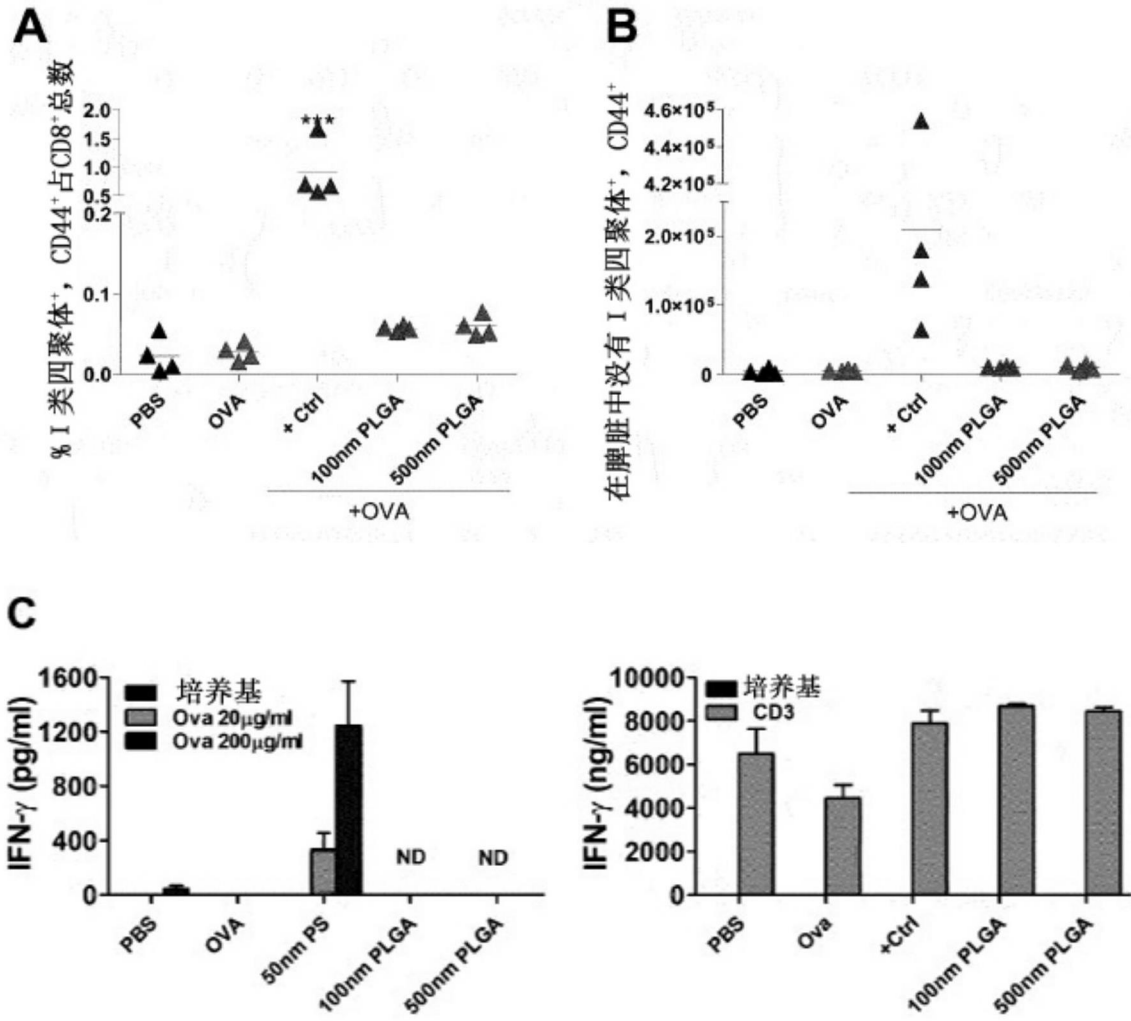 A
% I 类四聚体⁺, CD44⁺占CD8⁺总数
2.0
1.5
1.0
0.5
0.2
0.1
0.0
***
PBS
OVA
+ Ctrl
100nm PLGA
500nm PLGA
+OVA
B
在脾脏中没有 I 类四聚体⁺, CD44⁺
4.6×10⁵
4.4×10⁵
4.2×10⁵
2.0×10⁵
1.0×10⁵
0
PBS
OVA
+ Ctrl
100nm PLGA
500nm PLGA
+OVA
C
IFN-γ (pg/ml)
1600
1200
800
400
0
培养基
Ova 20μg/ml
Ova 200μg/ml
ND
ND
PBS
OVA
50nm PS
100nm PLGA
500nm PLGA
IFN-γ (ng/ml)
10000
8000
6000
4000
2000
0
培养基
CD3
PBS
Ova
+Ctrl
100nm PLGA
500nm PLGA